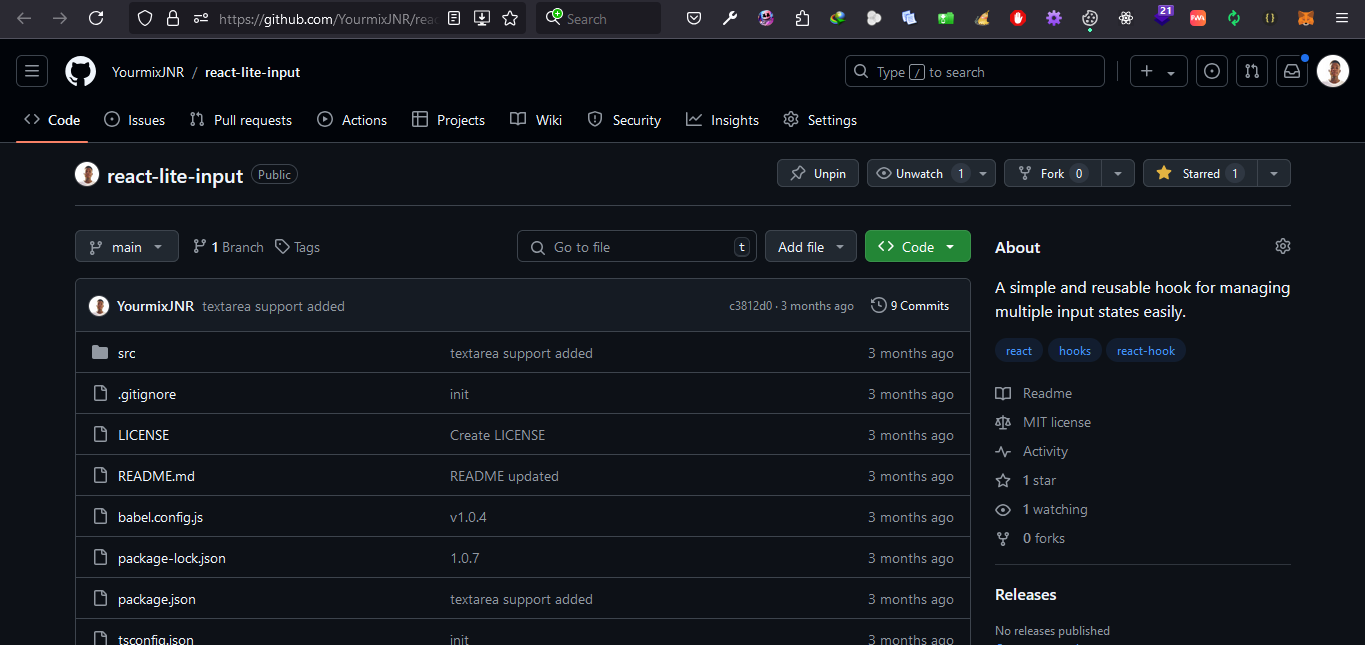 https://github.com/YourmixJNR/reac
Search
21
YourmixJNR / react-lite-input
Type / to search
Code
Issues
Pull requests
Actions
Projects
Wiki
Security
Insights
Settings
react-lite-input
Public
Unpin
Unwatch 1
Fork 0
Starred 1
main
1 Branch
Tags
Go to file
t
Add file
Code
YourmixJNR textarea support added
c3812d0 · 3 months ago
9 Commits
src textarea support added 3 months ago
.gitignore init 3 months ago
LICENSE Create LICENSE 3 months ago
README.md README updated 3 months ago
babel.config.js v1.0.4 3 months ago
package-lock.json 1.0.7 3 months ago
package.json textarea support added 3 months ago
tsconfig.json init 3 months ago
About
A simple and reusable hook for managing
multiple input states easily.
react hooks react-hook
Readme
MIT license
Activity
1 star
1 watching
0 forks
Releases
No releases published